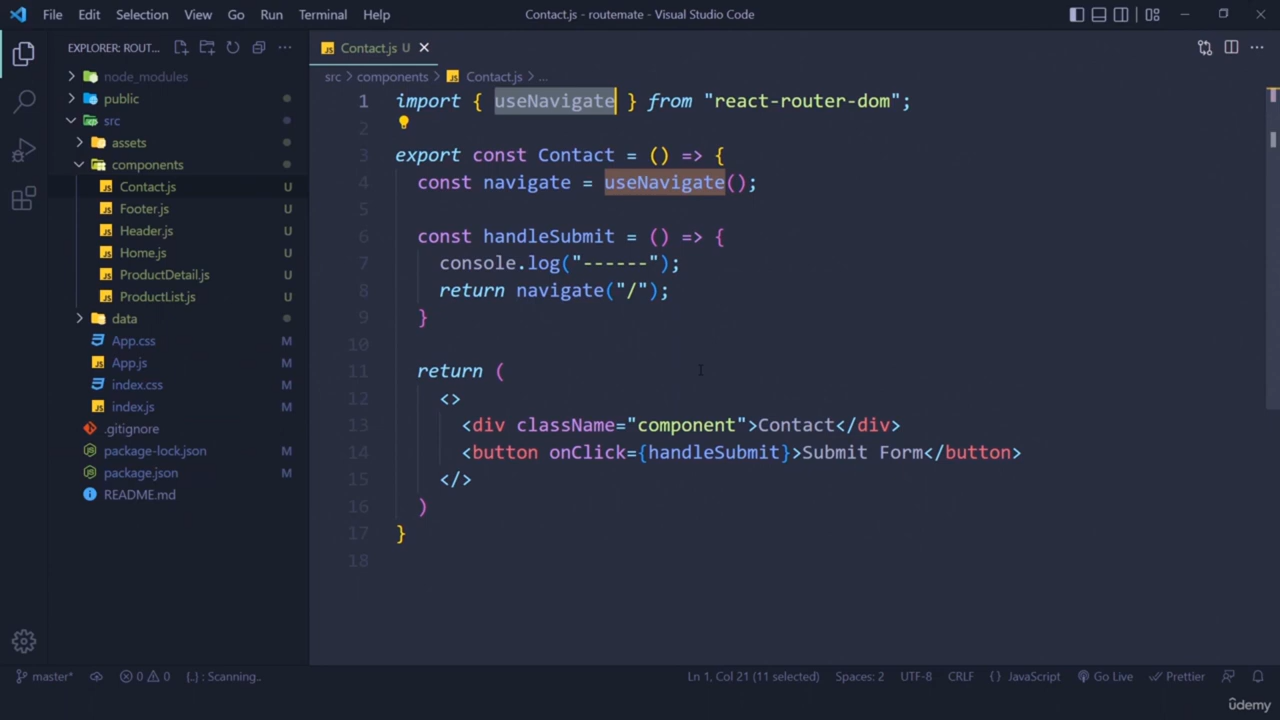 File Edit Selection View Go Run Terminal Help Contact.js - routemate - Visual Studio Code
EXPLORER: ROUT...
node_modules
public
src
assets
components
Contact.js U
Footer.js U
Header.js U
Home.js U
ProductDetail.js U
ProductList.js U
data
App.css M
App.js M
index.css M
index.js M
.gitignore
package-lock.json M
package.json M
README.md
JS Contact.js U
src > components > JS Contact.js > ...
1 import { useNavigate } from "react-router-dom";
2
3 export const Contact = () => {
4 const navigate = useNavigate();
5
6 const handleSubmit = () => {
7 console.log("------");
8 return navigate("/");
9 }
10
11 return (
12 <>
13 <div className="component">Contact</div>
14 <button onClick={handleSubmit}>Submit Form</button>
15 </>
16 )
17 }
18
master* 0 0 {..} : Scanning.. Ln 1, Col 21 (11 selected) Spaces: 2 UTF-8 CRLF {} JavaScript Go Live Prettier
ûdemy